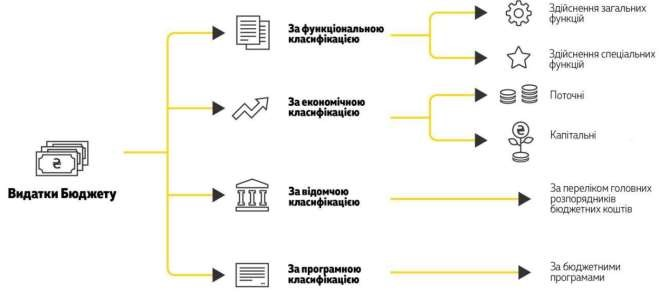 Видатки Бюджету
За функціональною
класифікацією
Здійснення загальних
функцій
Здійснення спеціальних
функцій
За економічною
класифікацією
Поточні
Капітальні
За відомчою
класифікацією
За переліком головних
розпорядників
бюджетних коштів
За програмною
класифікацією
За бюджетними
програмами